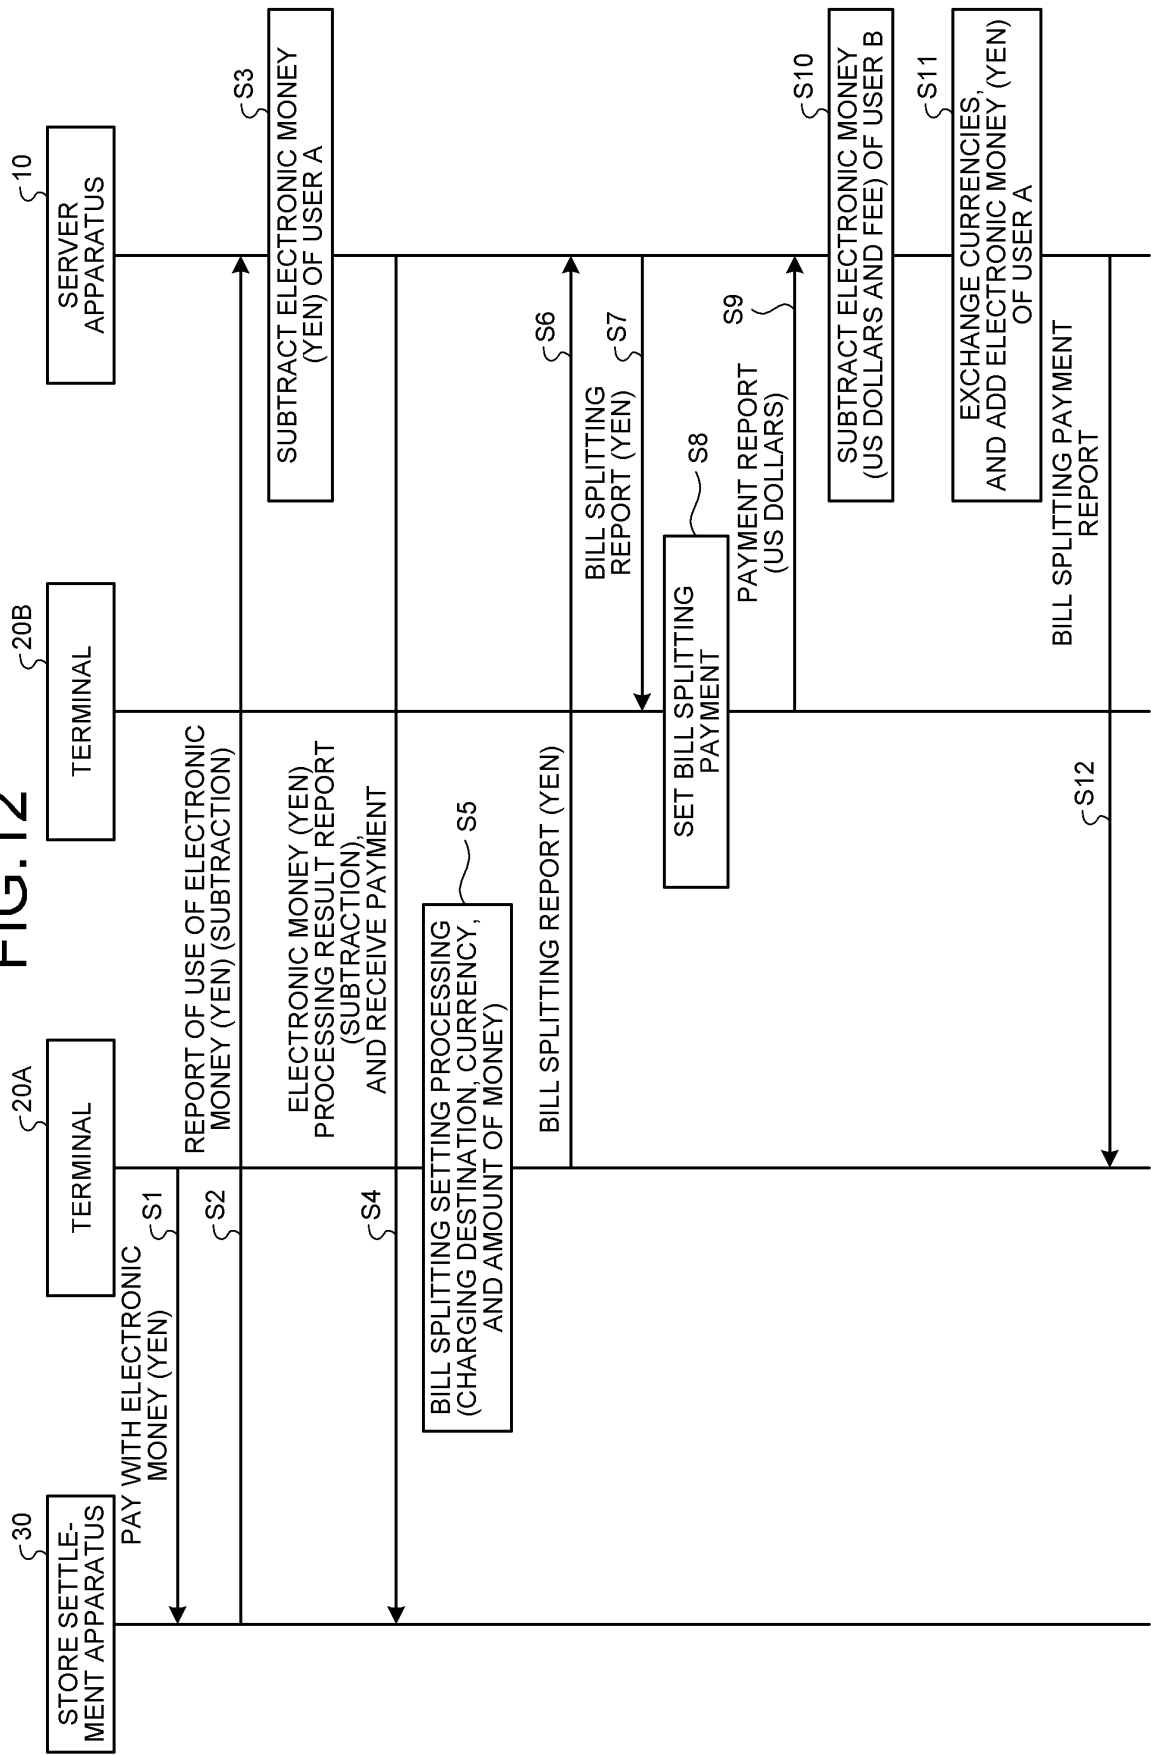 FIG.12
30
STORE SETTLE-
MENT APPARATUS
20A
TERMINAL
20B
TERMINAL
10
SERVER
APPARATUS
PAY WITH ELECTRONIC
MONEY (YEN)
S1
REPORT OF USE OF ELECTRONIC
MONEY (YEN) (SUBTRACTION)
S2
S3
SUBTRACT ELECTRONIC MONEY
(YEN) OF USER A
ELECTRONIC MONEY (YEN)
PROCESSING RESULT REPORT
(SUBTRACTION),
AND RECEIVE PAYMENT
S4
S5
BILL SPLITTING SETTING PROCESSING
(CHARGING DESTINATION, CURRENCY,
AND AMOUNT OF MONEY)
BILL SPLITTING REPORT (YEN)
S6
BILL SPLITTING
REPORT (YEN)
S7
S8
SET BILL SPLITTING
PAYMENT
PAYMENT REPORT
(US DOLLARS)
S9
S10
SUBTRACT ELECTRONIC MONEY
(US DOLLARS AND FEE) OF USER B
S11
EXCHANGE CURRENCIES,
AND ADD ELECTRONIC MONEY (YEN)
OF USER A
BILL SPLITTING PAYMENT
REPORT
S12